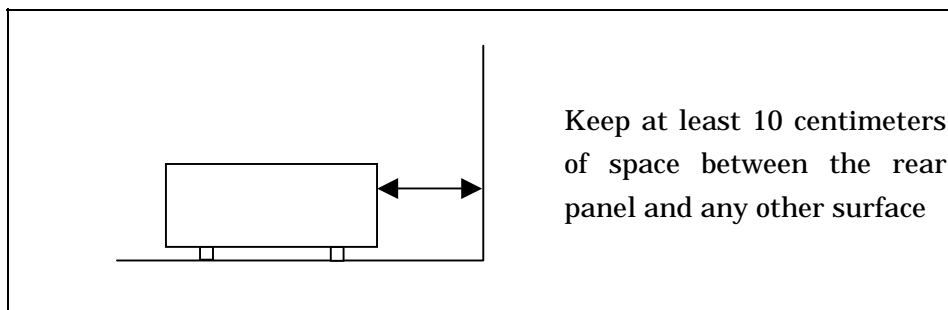 Keep at least 10 centimeters
of space between the rear
panel and any other surface